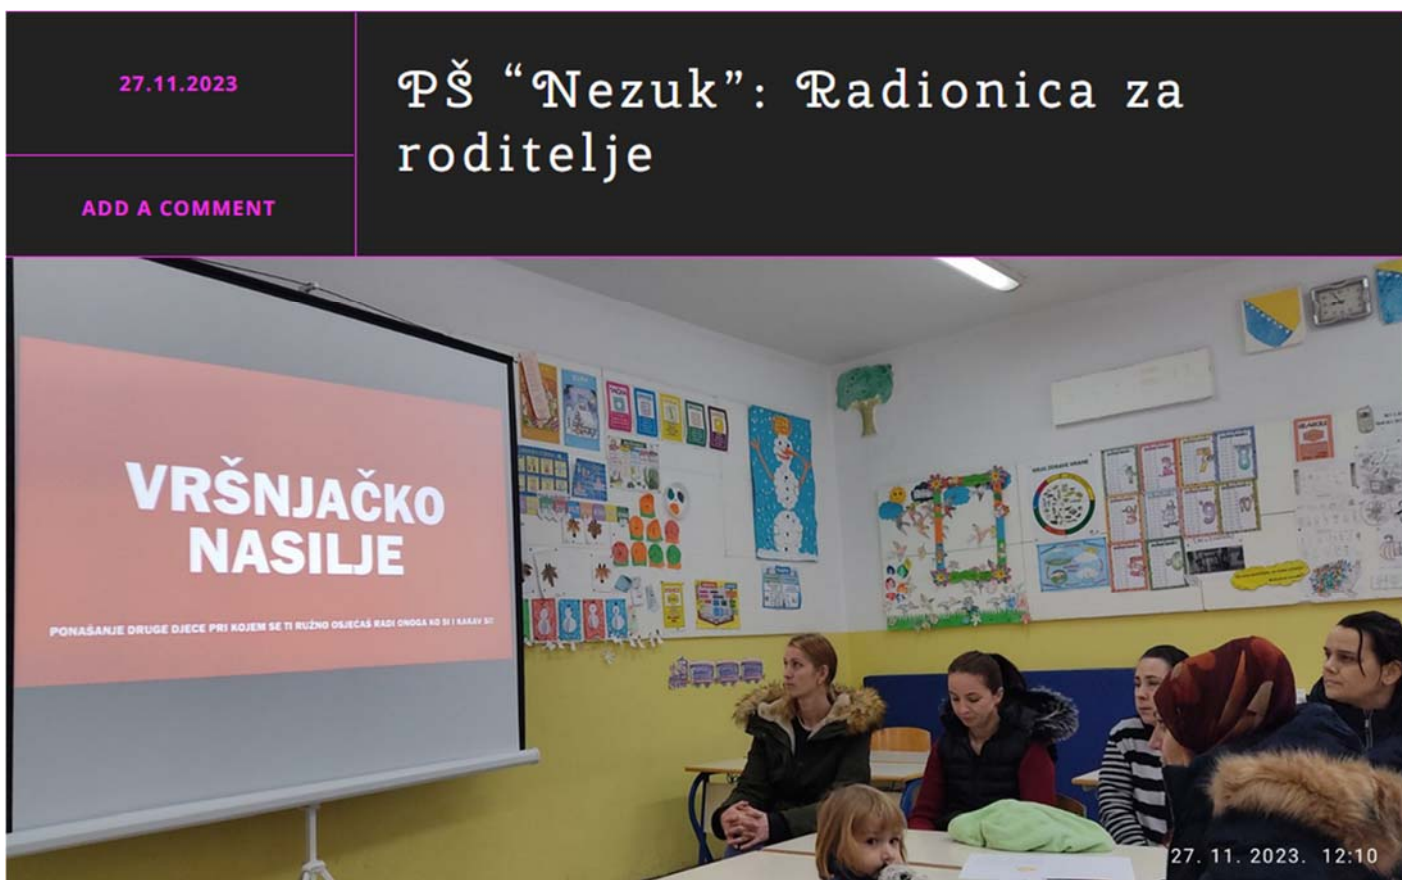 27.11.2023
ADD A COMMENT
PŠ “Nezuk”: Radionica za
roditelje
VRŠNJAČKO
NASILJE
PONAŠANJE DRUGE DJECE PRI KOJEM SE TI RUŽNO OSJEĆAŠ RADI ONOGA KO SI I KAKAV SI!
27. 11. 2023. 12:10